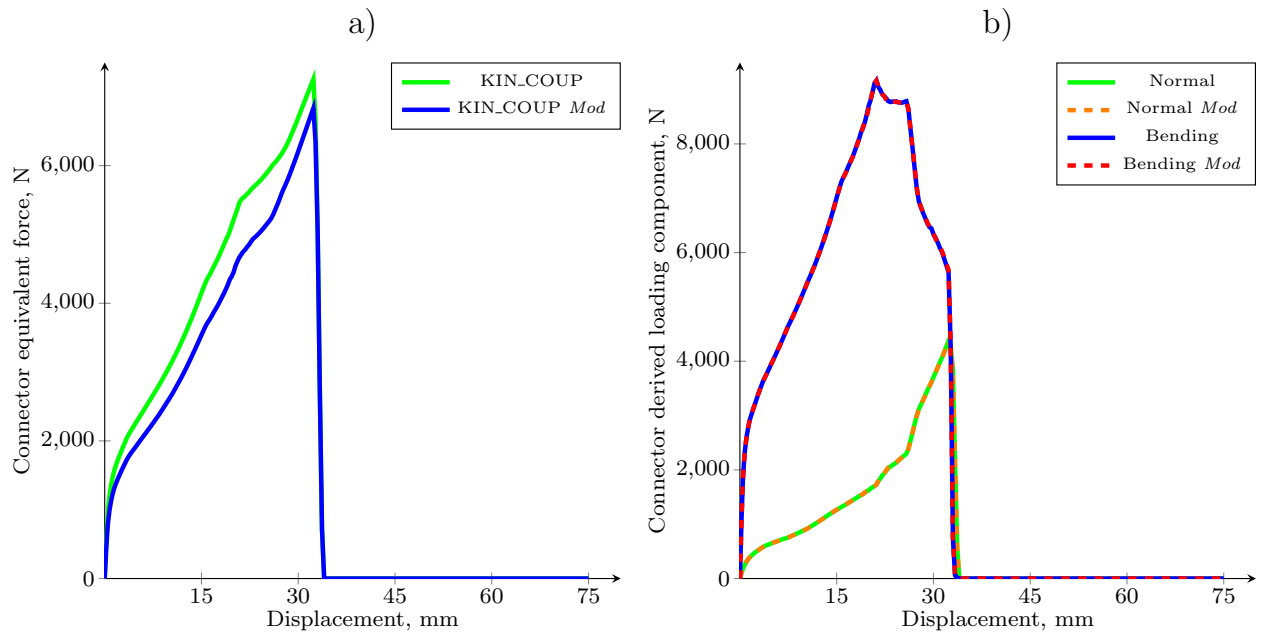 a)
KIN_COUP
KIN_COUP Mod
Connector equivalent force, N
6,000
4,000
2,000
0
15
30
45
60
75
Displacement, mm
b)
Normal
Normal Mod
Bending
Bending Mod
Connector derived loading component, N
8,000
6,000
4,000
2,000
0
15
30
45
60
75
Displacement, mm